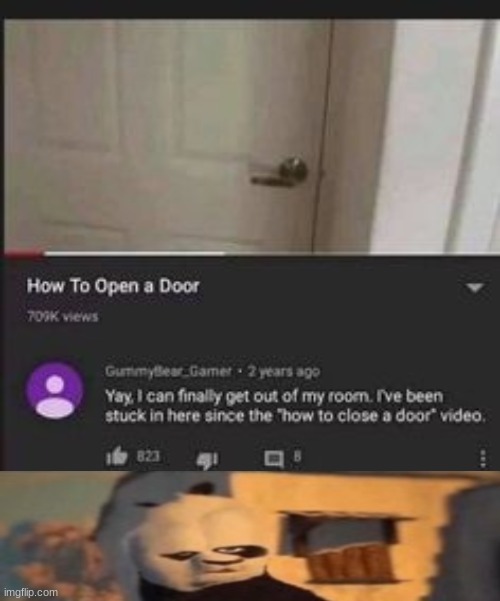 How To Open a Door
709K views
GummyBear_Gamer • 2 years ago
Yay, I can finally get out of my room. I've been
stuck in here since the "how to close a door" video.
823 8
imgflip.com